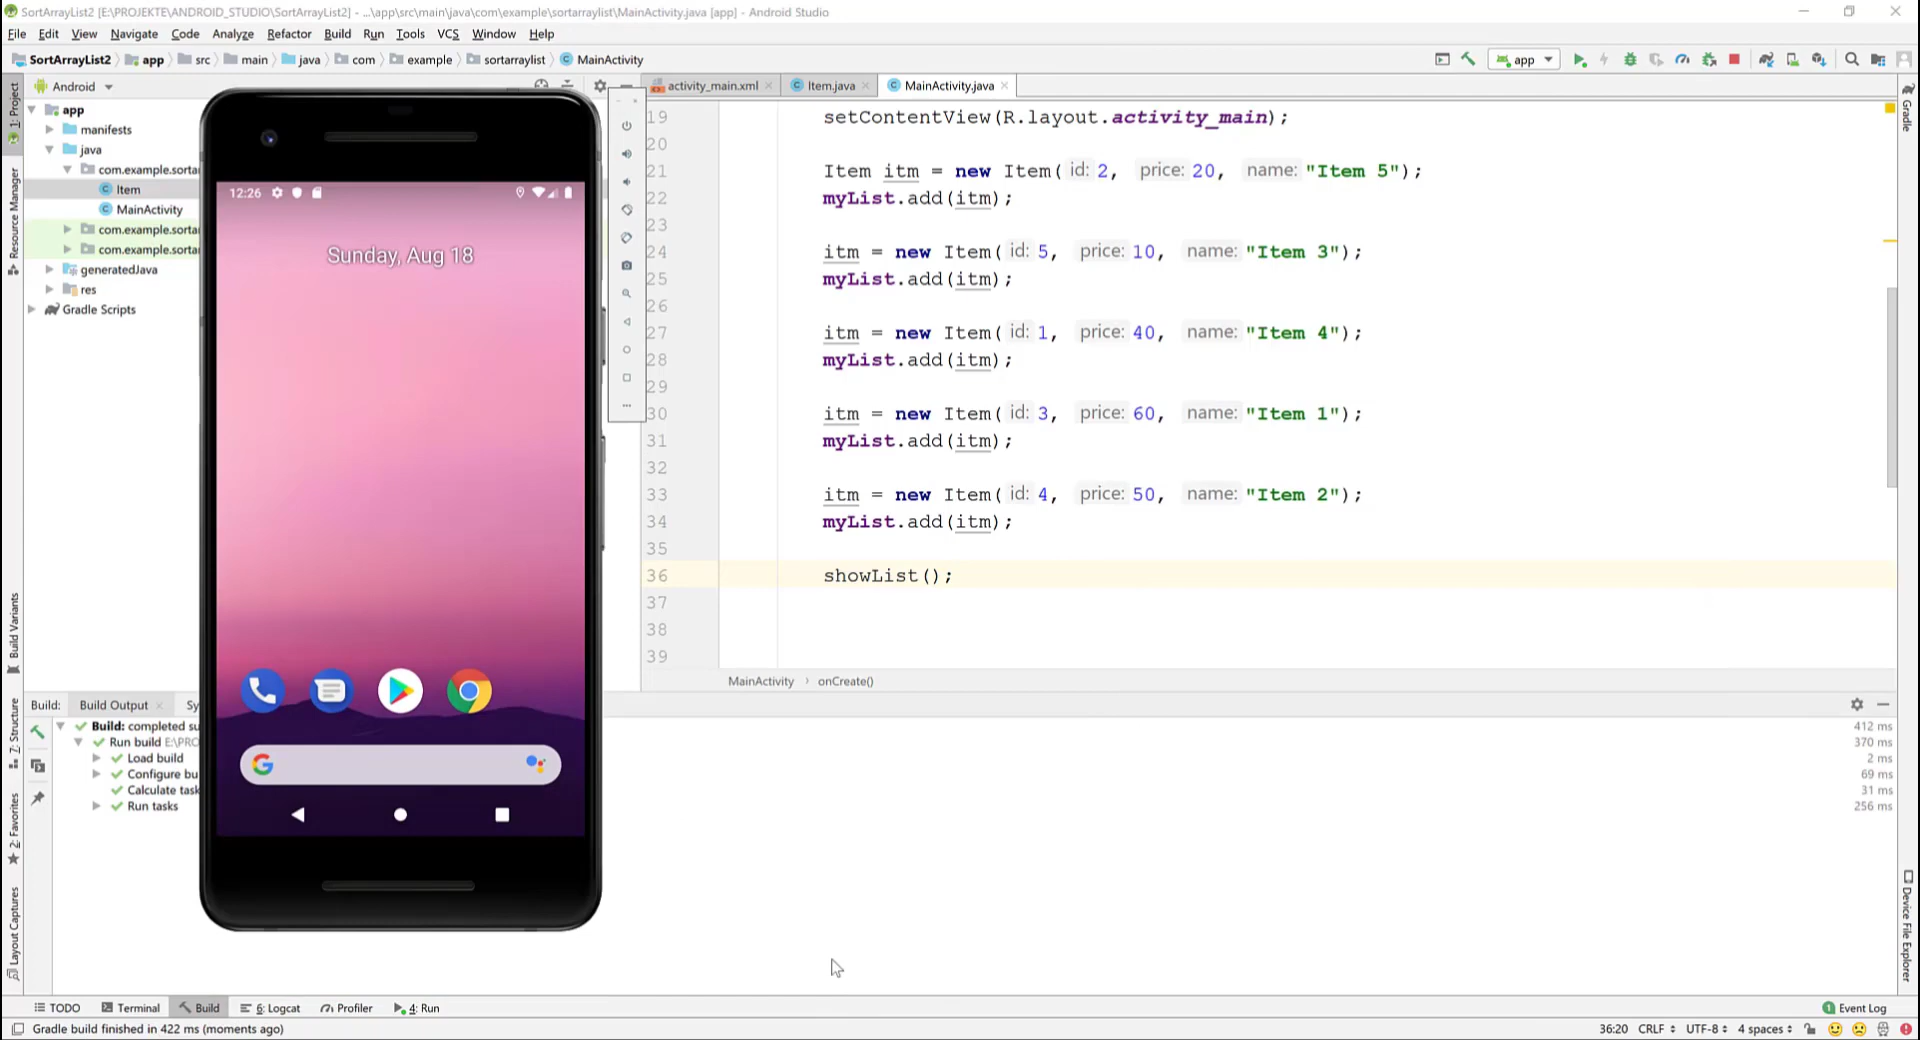 SortArrayList2 [E:\PROJEKTE\ANDROID_STUDIO\SortArrayList2] - ...\app\src\main\java\com\example\sortarraylist\MainActivity.java [app] - Android Studio
File Edit View Navigate Code Analyze Refactor Build Run Tools VCS Window Help
SortArrayList2 app src main java com example sortarraylist MainActivity app
Android activity_main.xml Item.java MainActivity.java
1: Project
Resource Manager
Build Variants
7: Structure
2: Favorites
Layout Captures
app
manifests
java
com.example.sorta
Item
MainActivity
com.example.sorta
com.example.sorta
generatedJava
res
Gradle Scripts
12:26
Sunday, Aug 18
19 setContentView(R.layout.activity_main);
20
21 Item itm = new Item( id: 2, price: 20, name: "Item 5");
22 myList.add(itm);
23
24 itm = new Item( id: 5, price: 10, name: "Item 3");
25 myList.add(itm);
26
27 itm = new Item( id: 1, price: 40, name: "Item 4");
28 myList.add(itm);
29
30 itm = new Item( id: 3, price: 60, name: "Item 1");
31 myList.add(itm);
32
33 itm = new Item( id: 4, price: 50, name: "Item 2");
34 myList.add(itm);
35
36 showList();
37
38
39
MainActivity › onCreate()
Gradle
Device File Explorer
Build: Build Output Sy
Build: completed su 412 ms
Run build E:\PRO 370 ms
Load build 2 ms
Configure bu 69 ms
Calculate task 31 ms
Run tasks 256 ms
TODO Terminal Build 6: Logcat Profiler 4: Run 1 Event Log
Gradle build finished in 422 ms (moments ago) 36:20 CRLF UTF-8 4 spaces